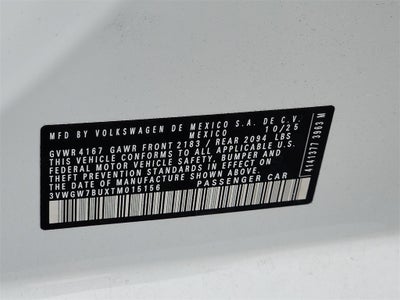 MFD BY VOLKSWAGEN DE MEXICO S.A. DE C.V.
MEXICO 10/25
GVWR 4167 GAWR FRONT 2183 / REAR 2094 LBS
THIS VEHICLE CONFORMS TO ALL APPLICABLE U.S.
FEDERAL MOTOR VEHICLE SAFETY, BUMPER AND
THEFT PREVENTION STANDARDS IN EFFECT ON THE
DATE OF MANUFACTURE SHOWN ABOVE.
3VWGW7BUXTM015156 PASSENGER CAR
4141377 3963 M